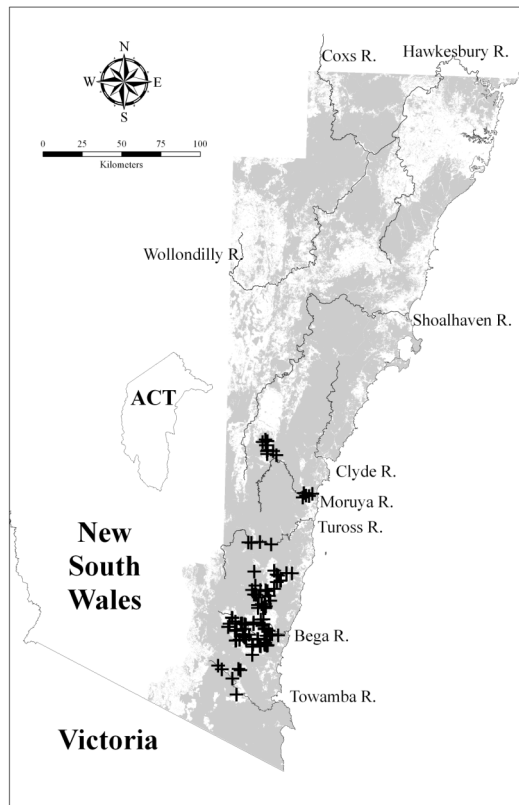 Coxs R.
Hawkesbury R.
N
W
E
S
0 25 50 75 100
Kilometers
Wollondilly R.
Shoalhaven R.
ACT
Clyde R.
Moruya R.
Tuross R.
New
South
Wales
Bega R.
Towamba R.
Victoria